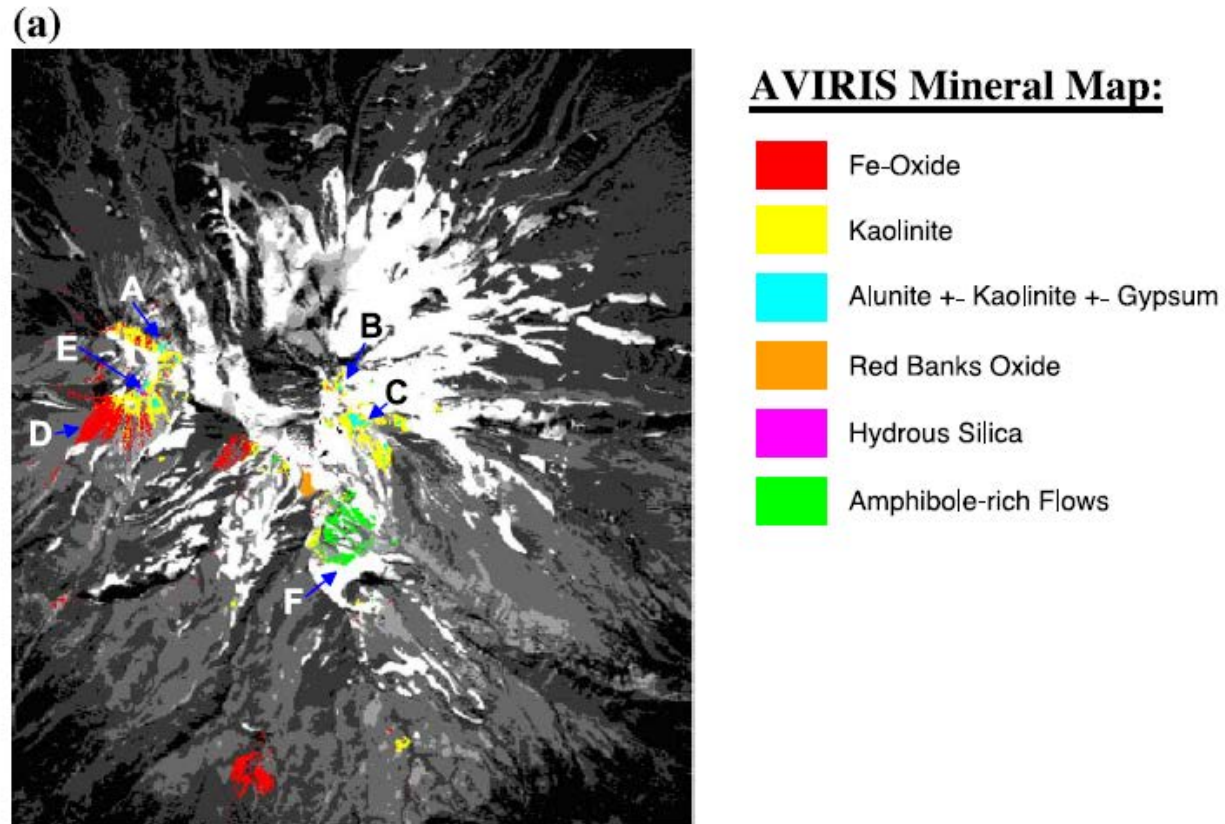 (a)
AVIRIS Mineral Map:
Fe-Oxide
Kaolinite
Alunite +- Kaolinite +- Gypsum
Red Banks Oxide
Hydrous Silica
Amphibole-rich Flows
A
B
E
C
D
F